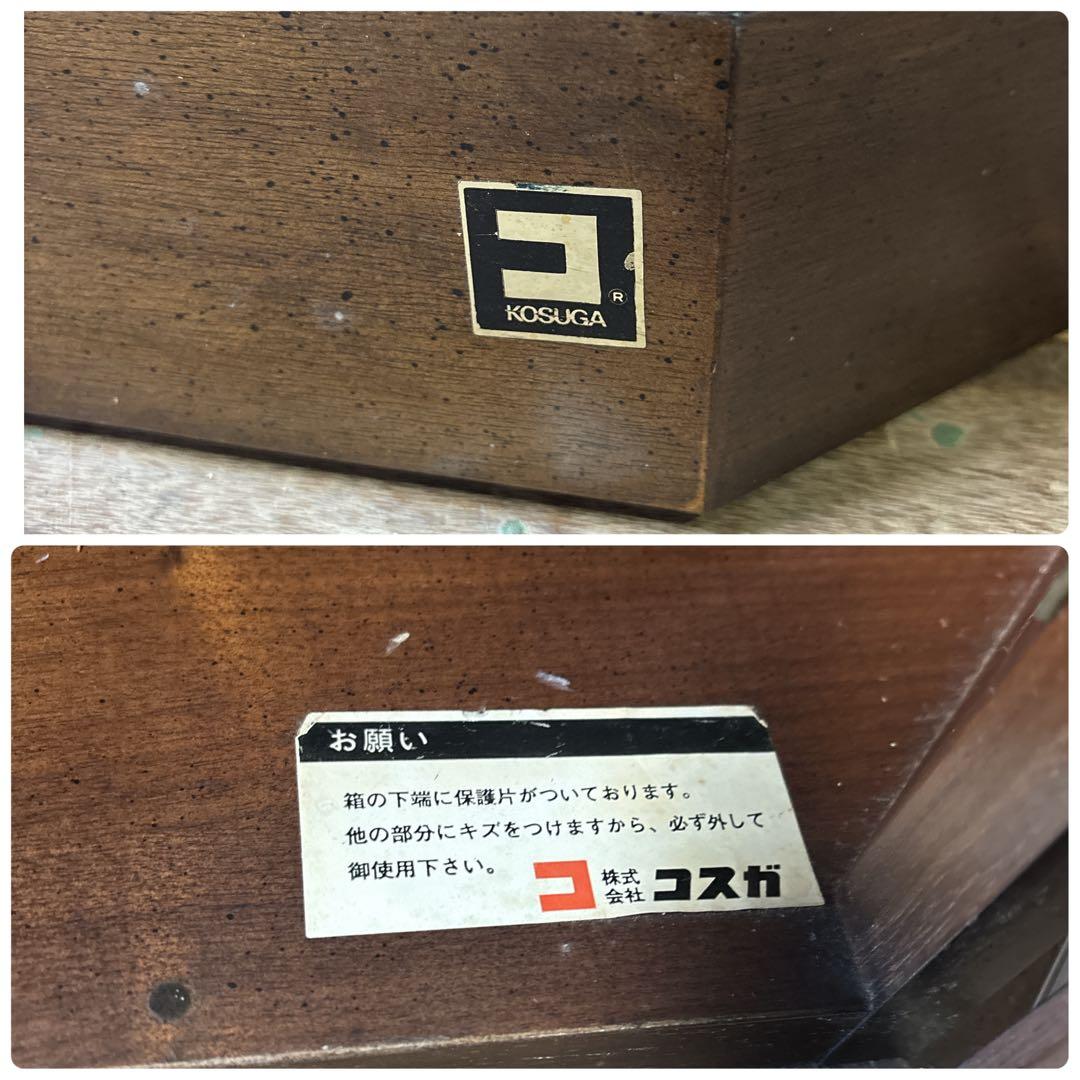 コ
®
KOSUGA
お願い
箱の下端に保護片がついております。
他の部分にキズをつけますから、必ず外して
御使用下さい。
コ 株式会社 コスガ